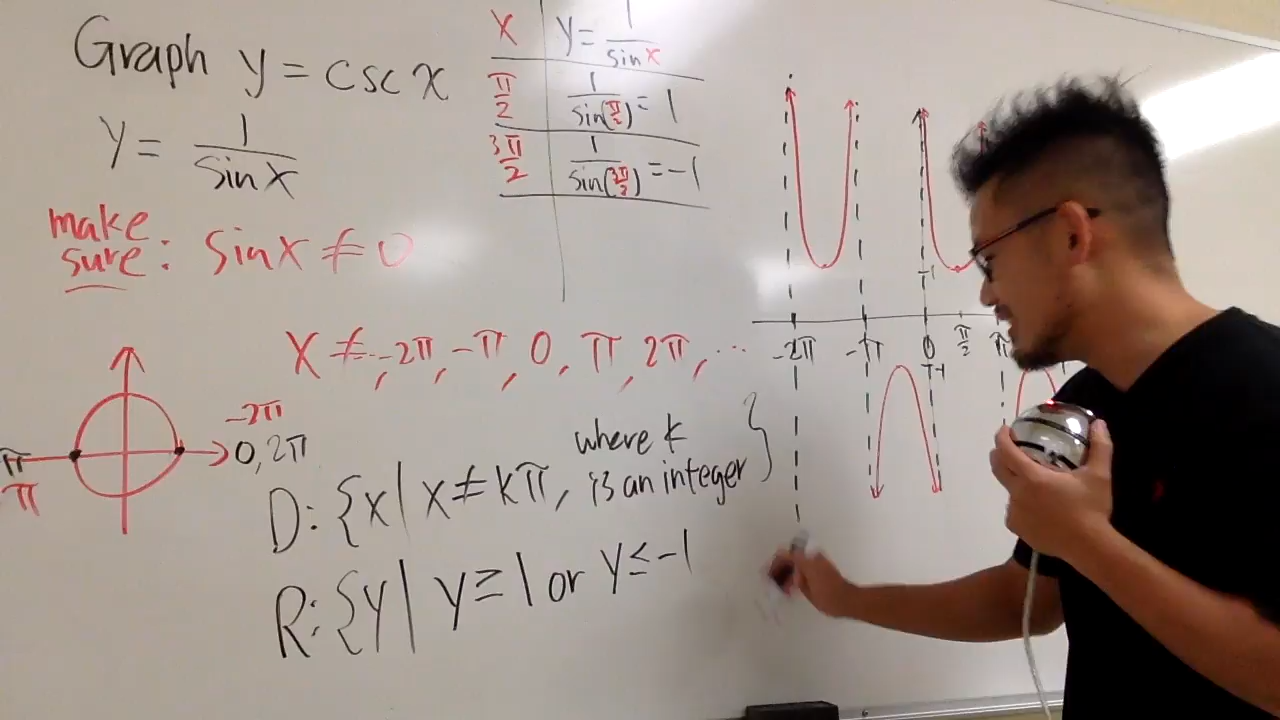 Graph y = csc x
y = 1/sin x
make sure: sin x ≠ 0
x | y = 1/sin x
π/2 | 1/sin(π/2) = 1
3π/2 | 1/sin(3π/2) = -1
x ≠ ..., -2π, -π, 0, π, 2π, ...
-2π
0, 2π
π
π
D: {x | x ≠ kπ, where k is an integer }
R: {y | y ≥ 1 or y ≤ -1
1
-2π -π 0 π/2 π
-1